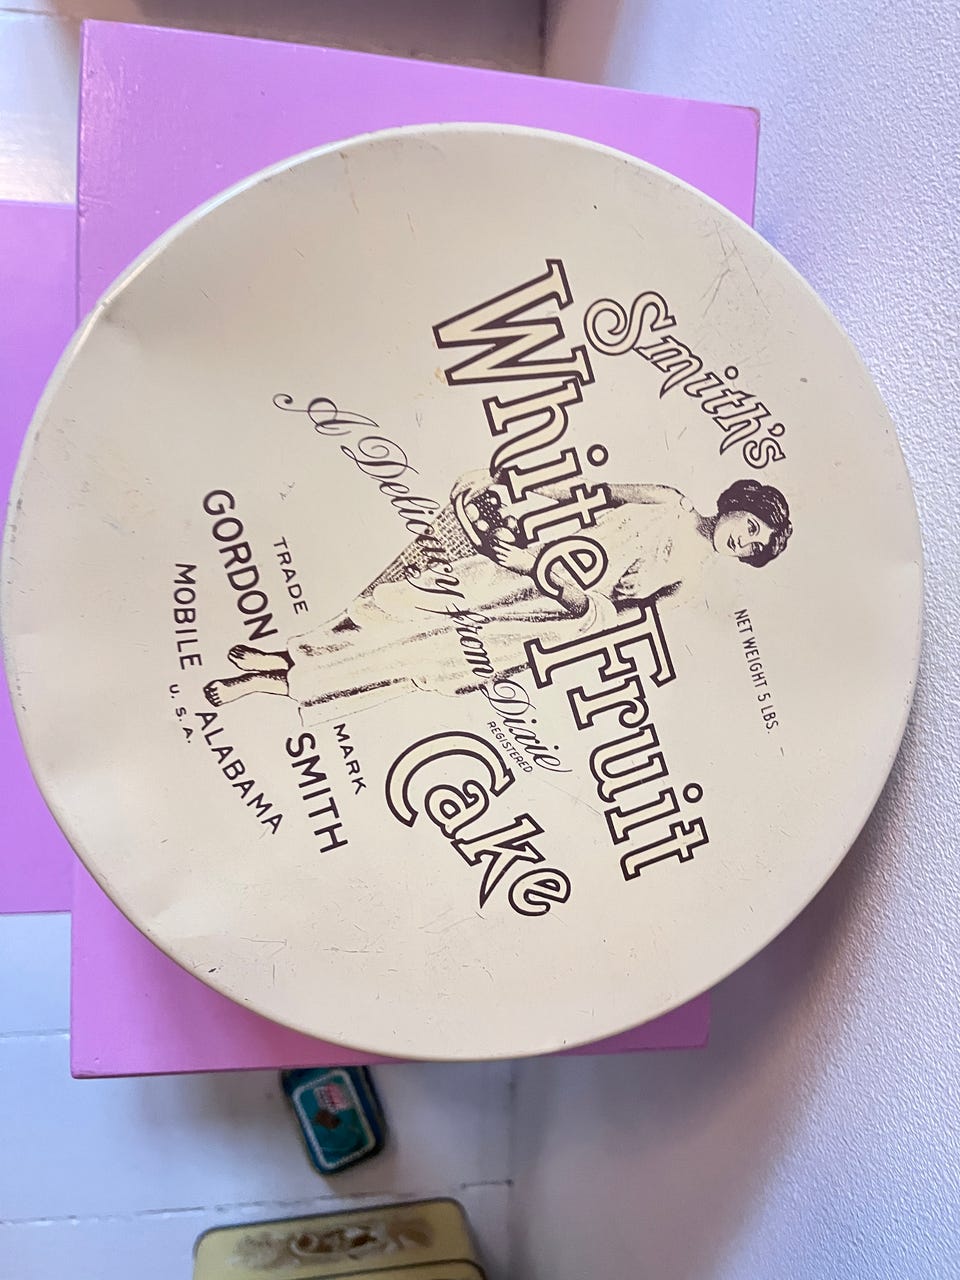 Smith's
NET WEIGHT 5 LBS.
White Fruit
Cake
A Delicacy from Dixie
REGISTERED
TRADE MARK
GORDON SMITH
MOBILE ALABAMA
U. S. A.